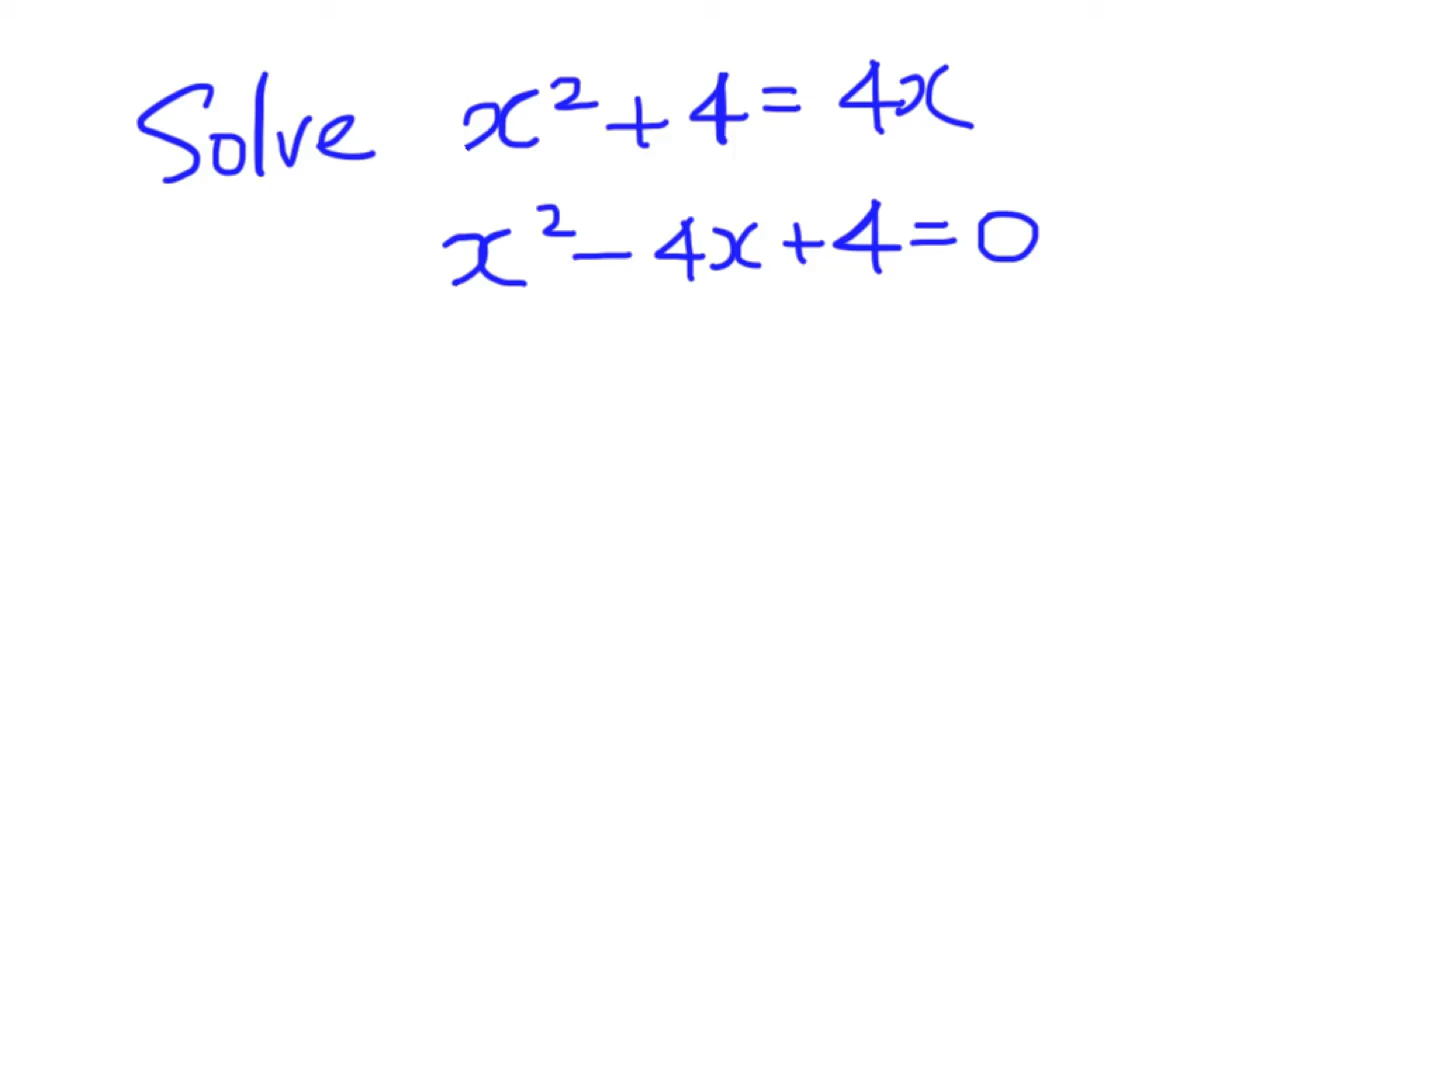 Solve x² + 4 = 4x
x² - 4x + 4 = 0